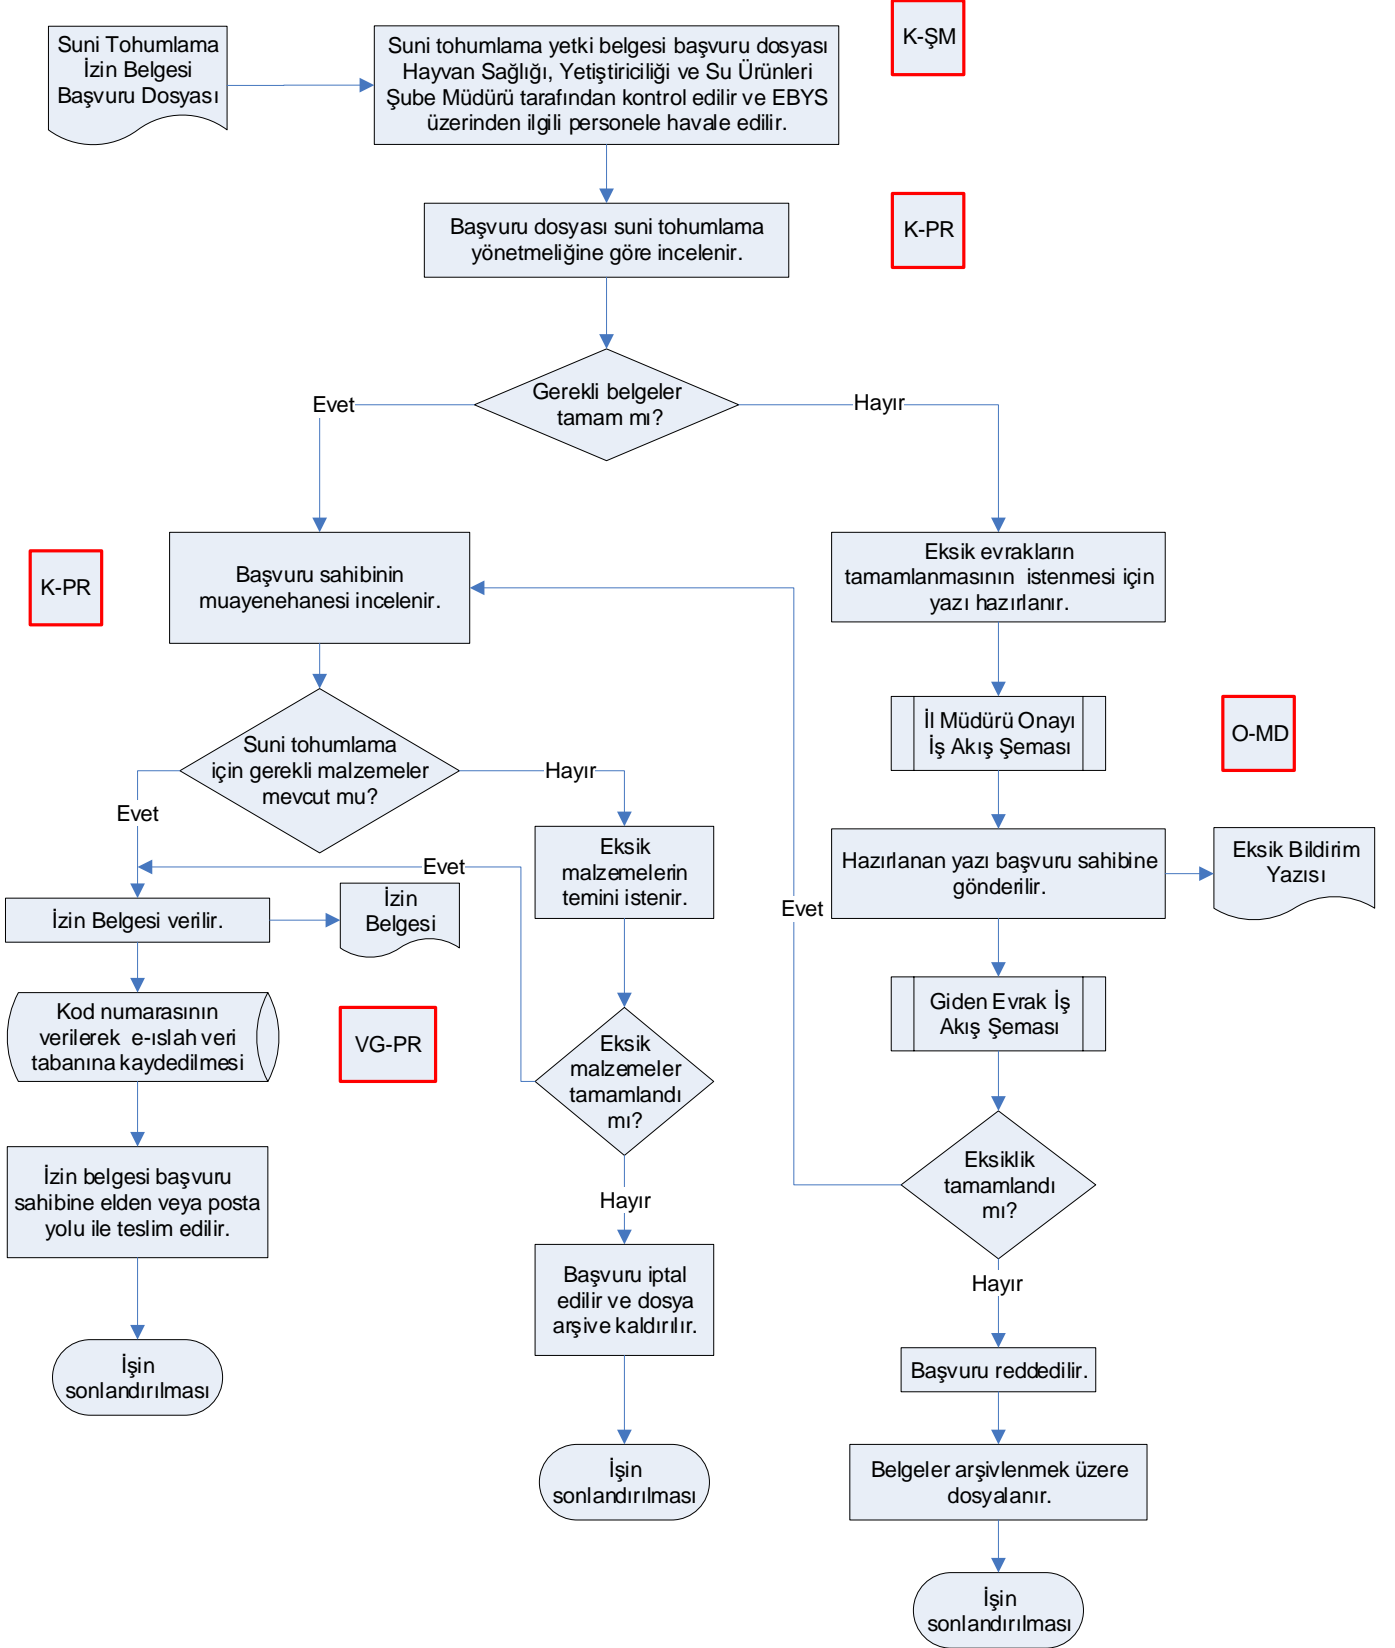 Suni Tohumlama
İzin Belgesi
Başvuru Dosyası
Suni tohumlama yetki belgesi başvuru dosyası
Hayvan Sağlığı, Yetiştiriciliği ve Su Ürünleri
Şube Müdürü tarafından kontrol edilir ve EBYS
üzerinden ilgili personele havale edilir.
K-ŞM
Başvuru dosyası suni tohumlama
yönetmeliğine göre incelenir.
K-PR
Gerekli belgeler
tamam mı?
Evet
Hayır
K-PR
Başvuru sahibinin
muayenehanesi incelenir.
Eksik evrakların
tamamlanmasının istenmesi için
yazı hazırlanır.
Suni tohumlama
için gerekli malzemeler
mevcut mu?
Evet
Hayır
İl Müdürü Onayı
İş Akış Şeması
O-MD
Eksik
malzemelerin
temini istenir.
Evet
Hazırlanan yazı başvuru sahibine
gönderilir.
Eksik Bildirim
Yazısı
İzin Belgesi verilir.
İzin
Belgesi
Evet
Kod numarasının
verilerek e-ıslah veri
tabanına kaydedilmesi
VG-PR
Eksik
malzemeler
tamamlandı
mı?
Giden Evrak İş
Akış Şeması
İzin belgesi başvuru
sahibine elden veya posta
yolu ile teslim edilir.
Hayır
Eksiklik
tamamlandı
mı?
Hayır
Başvuru iptal
edilir ve dosya
arşive kaldırılır.
İşin
sonlandırılması
Başvuru reddedilir.
İşin
sonlandırılması
Belgeler arşivlenmek üzere
dosyalanır.
İşin
sonlandırılması